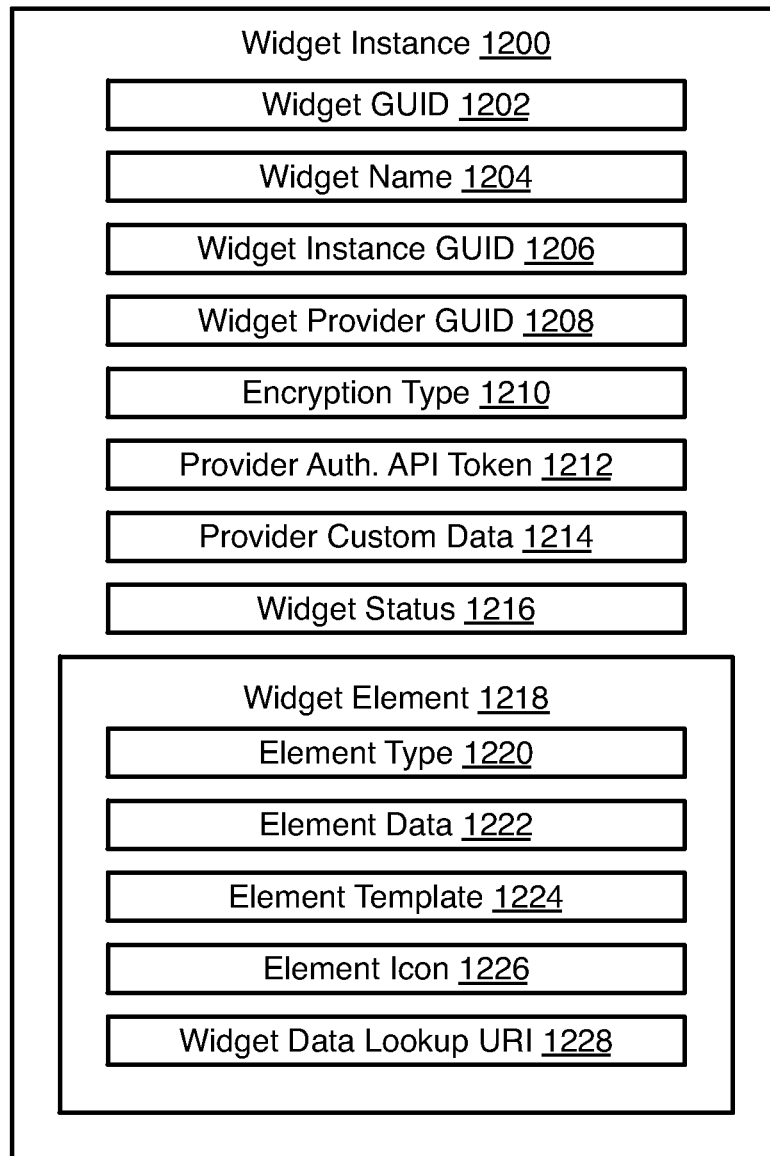 Widget Instance 1200
Widget GUID 1202
Widget Name 1204
Widget Instance GUID 1206
Widget Provider GUID 1208
Encryption Type 1210
Provider Auth. API Token 1212
Provider Custom Data 1214
Widget Status 1216
Widget Element 1218
Element Type 1220
Element Data 1222
Element Template 1224
Element Icon 1226
Widget Data Lookup URI 1228